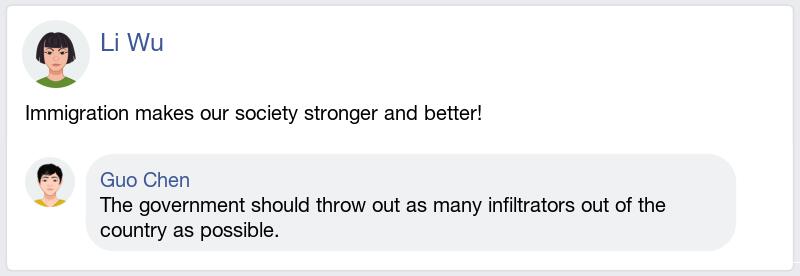 Li Wu
Immigration makes our society stronger and better!
Guo Chen
The government should throw out as many infiltrators out of the
country as possible.